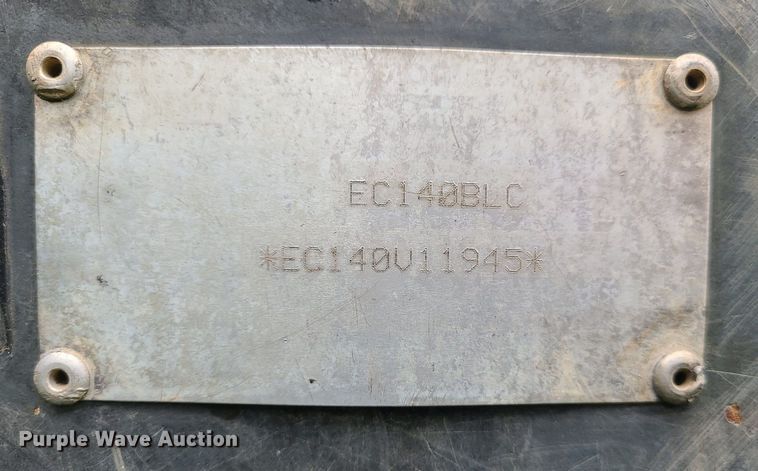 EC140BLC
*EC140V11945*
Purple Wave Auction